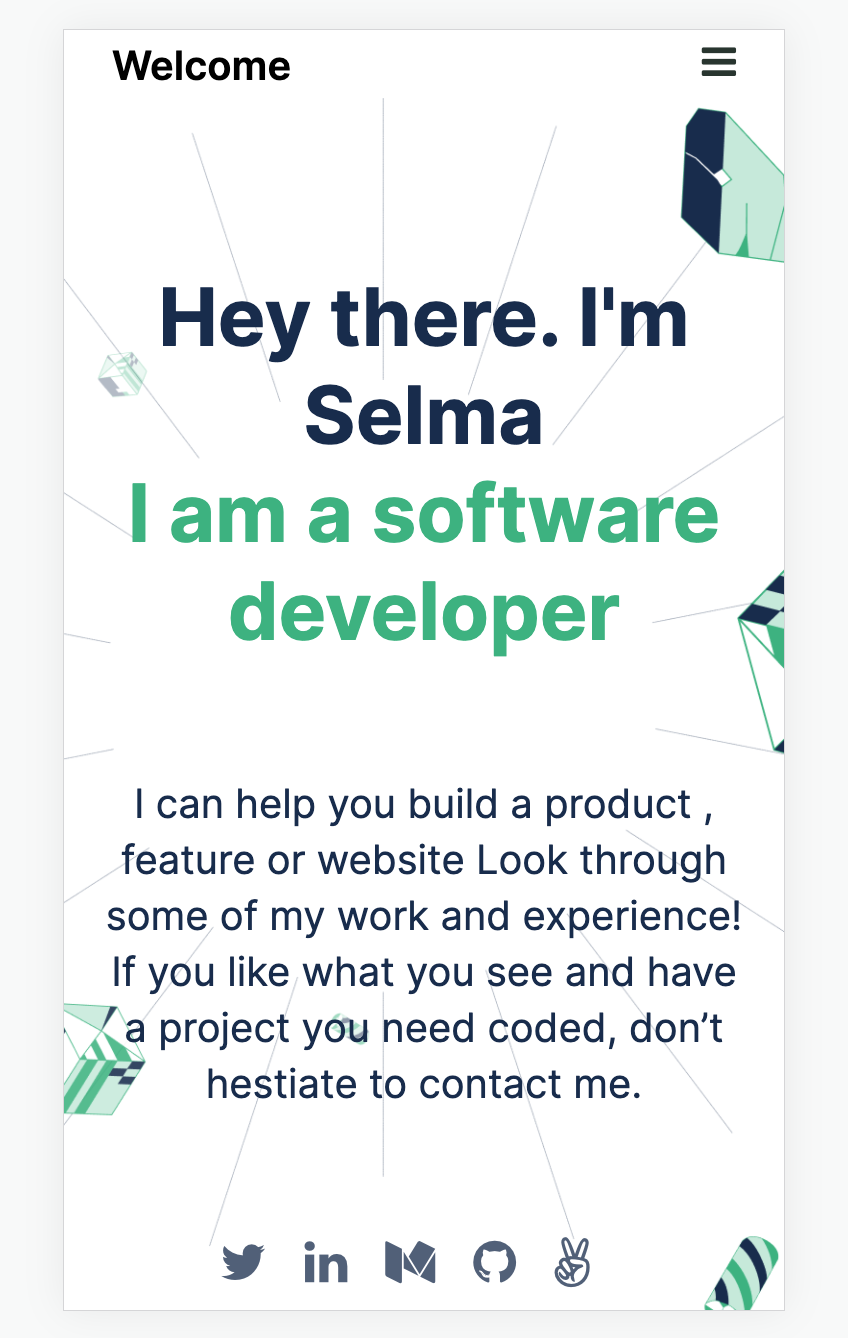 Welcome
Hey there. I'm
Selma
I am a software
developer
I can help you build a product ,
feature or website Look through
some of my work and experience!
If you like what you see and have
a project you need coded, don’t
hestiate to contact me.